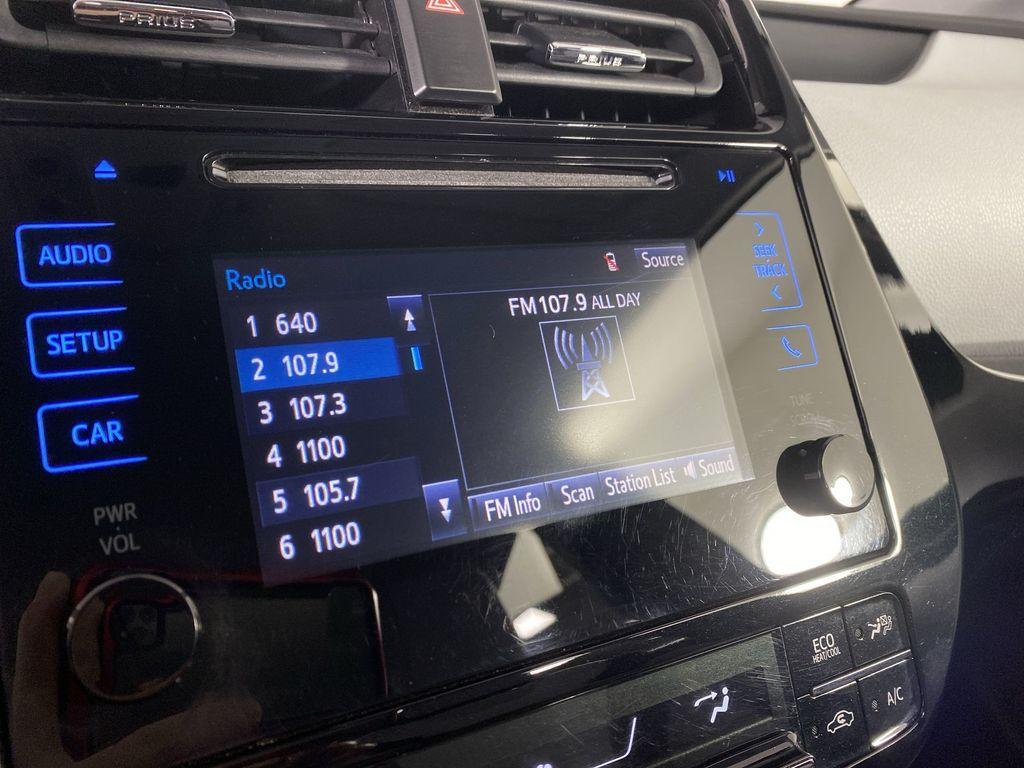 PRIUS
PRIUS
AUDIO
SETUP
CAR
PWR
VOL
Radio
Source
1 640
2 107.9
3 107.3
4 1100
5 105.7
6 1100
FM 107.9 ALL DAY
FM Info
Scan
Station List
Sound
> 
SEEK
TRACK
<
TUNE
ECO
HEAT/COOL
A/C